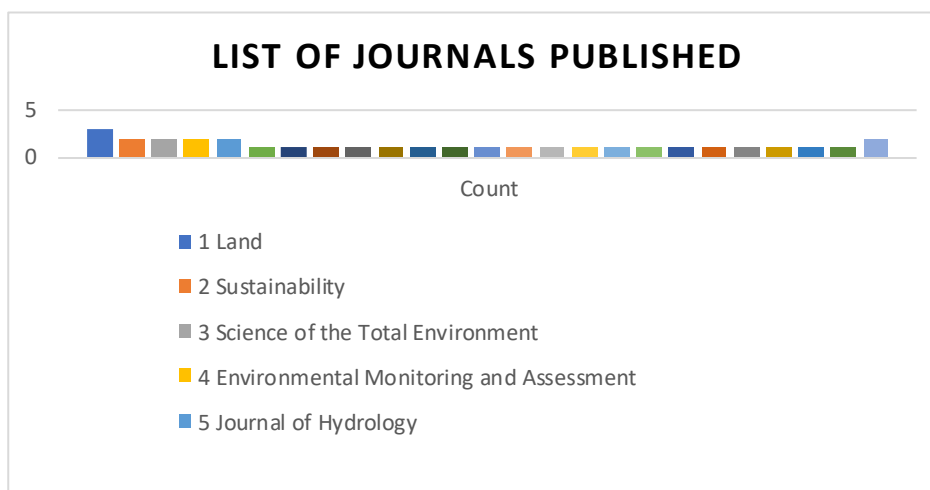 LIST OF JOURNALS PUBLISHED
5
0
Count
1 Land
2 Sustainability
3 Science of the Total Environment
4 Environmental Monitoring and Assessment
5 Journal of Hydrology